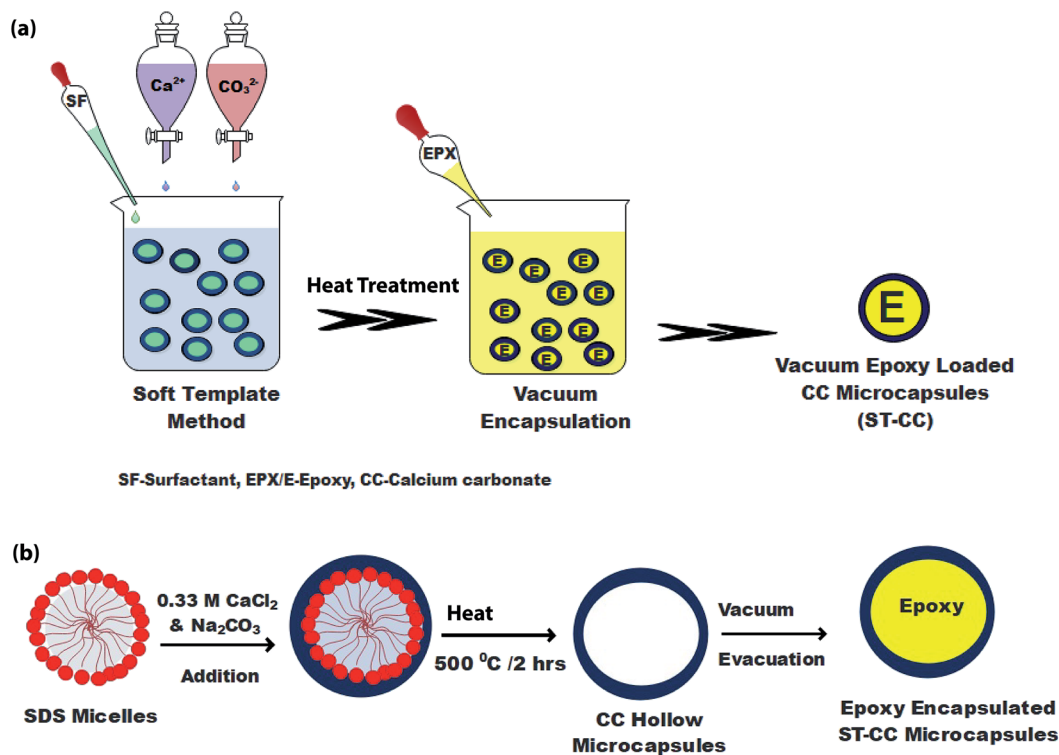 (a)
SF
Ca²⁺
CO₃²⁻
EPX
E
E
E
E
E
E
E
E
E
E
E
E
Heat Treatment
Soft Template
Method
Vacuum
Encapsulation
Vacuum Epoxy Loaded
CC Microcapsules
(ST-CC)
SF-Surfactant, EPX/E-Epoxy, CC-Calcium carbonate
(b)
SDS Micelles
0.33 M CaCl₂
& Na₂CO₃
Addition
Heat
500 ⁰C /2 hrs
CC Hollow
Microcapsules
Vacuum
Evacuation
Epoxy
Epoxy Encapsulated
ST-CC Microcapsules